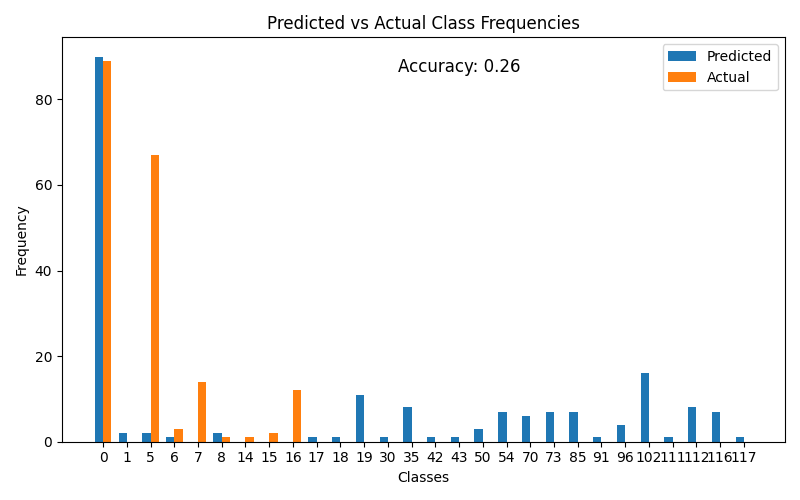 Predicted vs Actual Class Frequencies
Accuracy: 0.26
Predicted
Actual
Frequency
80
60
40
20
0
0 1 5 6 7 8 14 15 16 17 18 19 30 35 42 43 50 54 70 73 85 91 96 102 111 112 116 117
Classes